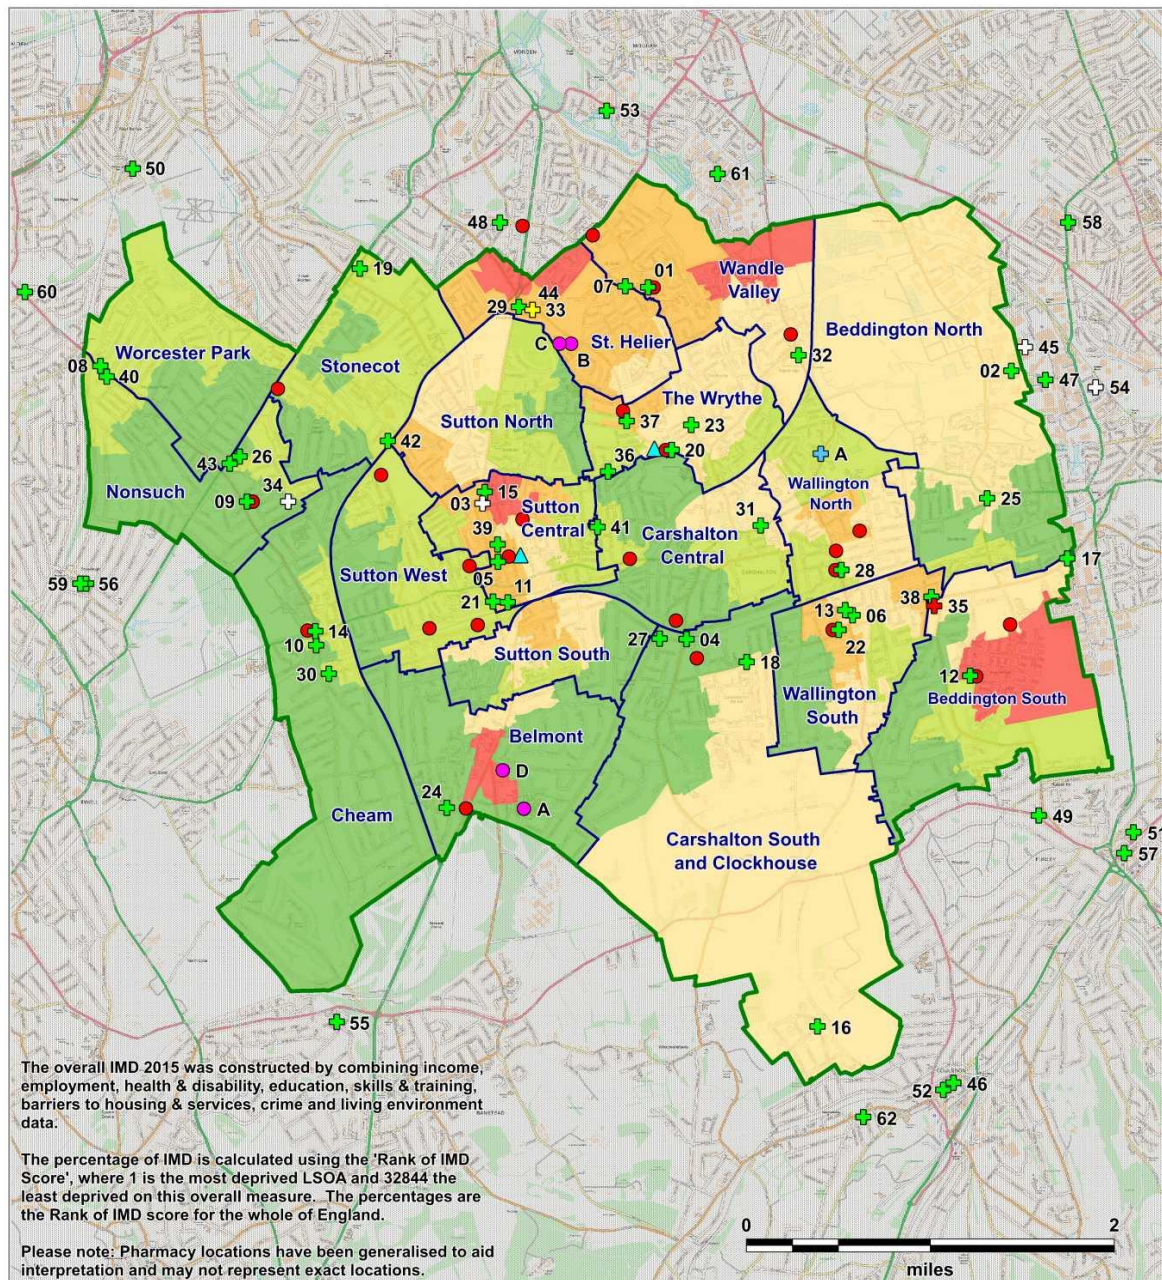 53
50
61
48
58
19
60
44
01
07
Wandle
Valley
29
33
Beddington North
St. Helier
C
B
45
Worcester Park
Stonecot
32
08
40
02
47
54
The Wrythe
Sutton North
37
23
42
36
20
A
43
26
Wallington
North
34
Nonsuch
09
15
03
25
Sutton
Central
31
41
Carshalton
Central
39
17
Sutton West
05
28
59
56
11
21
38
35
13
06
14
10
27
04
22
Sutton South
18
30
12
Beddington South
Wallington
South
Belmont
D
24
A
Cheam
49
51
57
Carshalton South
and Clockhouse
55
16
52
46
62
The overall IMD 2015 was constructed by combining income,
employment, health & disability, education, skills & training,
barriers to housing & services, crime and living environment
data.
The percentage of IMD is calculated using the 'Rank of IMD
Score', where 1 is the most deprived LSOA and 32844 the
least deprived on this overall measure. The percentages are
the Rank of IMD score for the whole of England.
Please note: Pharmacy locations have been generalised to aid
interpretation and may not represent exact locations.
0
2
miles